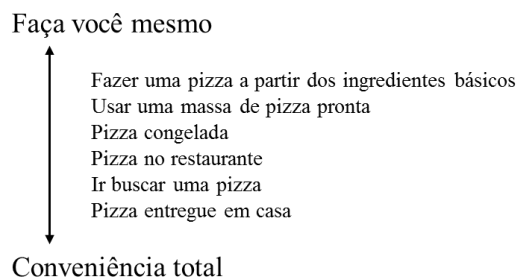 Faça você mesmo
Fazer uma pizza a partir dos ingredientes básicos
Usar uma massa de pizza pronta
Pizza congelada
Pizza no restaurante
Ir buscar uma pizza
Pizza entregue em casa
Conveniência total